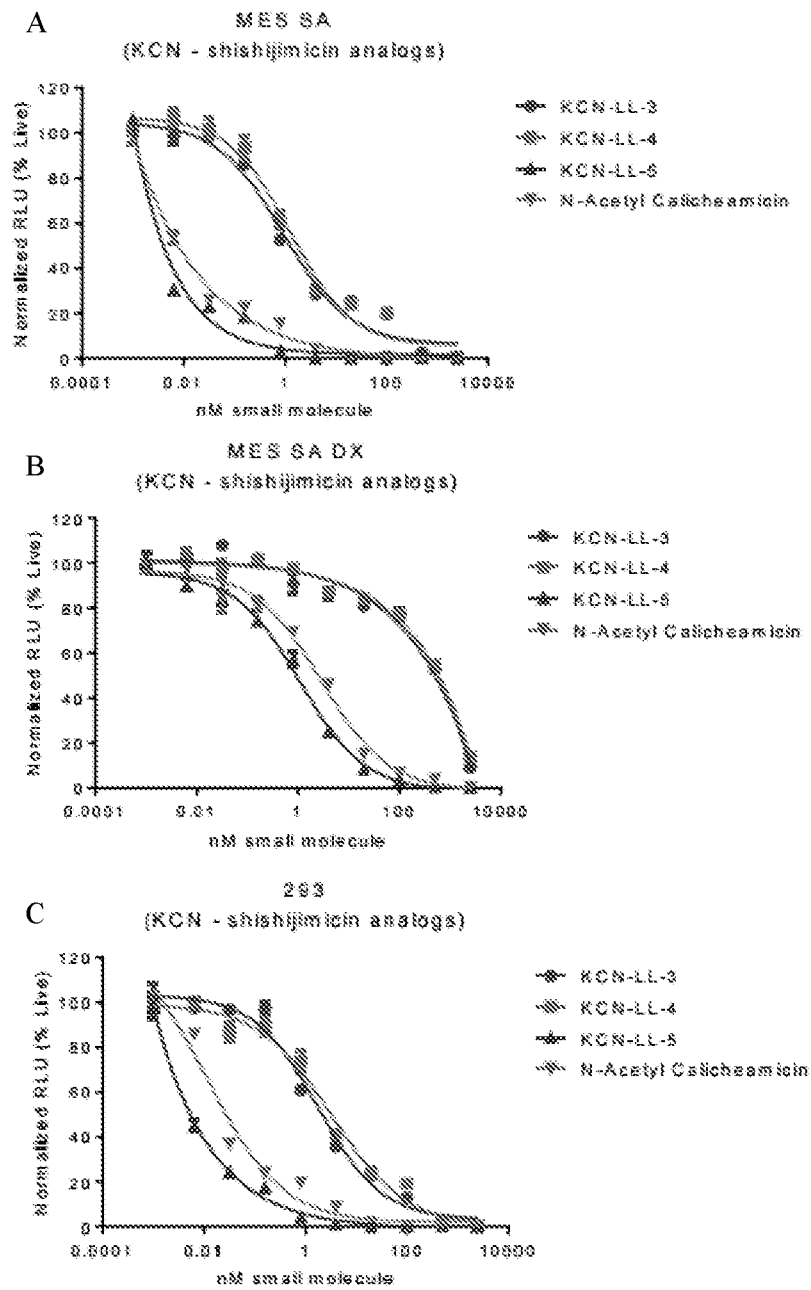 A
MES SA
(KCN - shishijimicin analogs)
120
100
80
60
40
20
0
Normalized RLU (% Live)
0.0001
0.01
1
100
10000
nM small molecule
KCN-LL-3
KCN-LL-4
KCN-LL-5
N-Acetyl Calicheamicin
B
MES SA DX
(KCN - shishijimicin analogs)
120
100
80
60
40
20
0
Normalized RLU (% Live)
0.0001
0.01
1
100
10000
nM small molecule
KCN-LL-3
KCN-LL-4
KCN-LL-5
N-Acetyl Calicheamicin
C
293
(KCN - shishijimicin analogs)
120
100
80
60
40
20
0
Normalized RLU (% Live)
0.0001
0.01
1
100
10000
nM small molecule
KCN-LL-3
KCN-LL-4
KCN-LL-5
N-Acetyl Calicheamicin